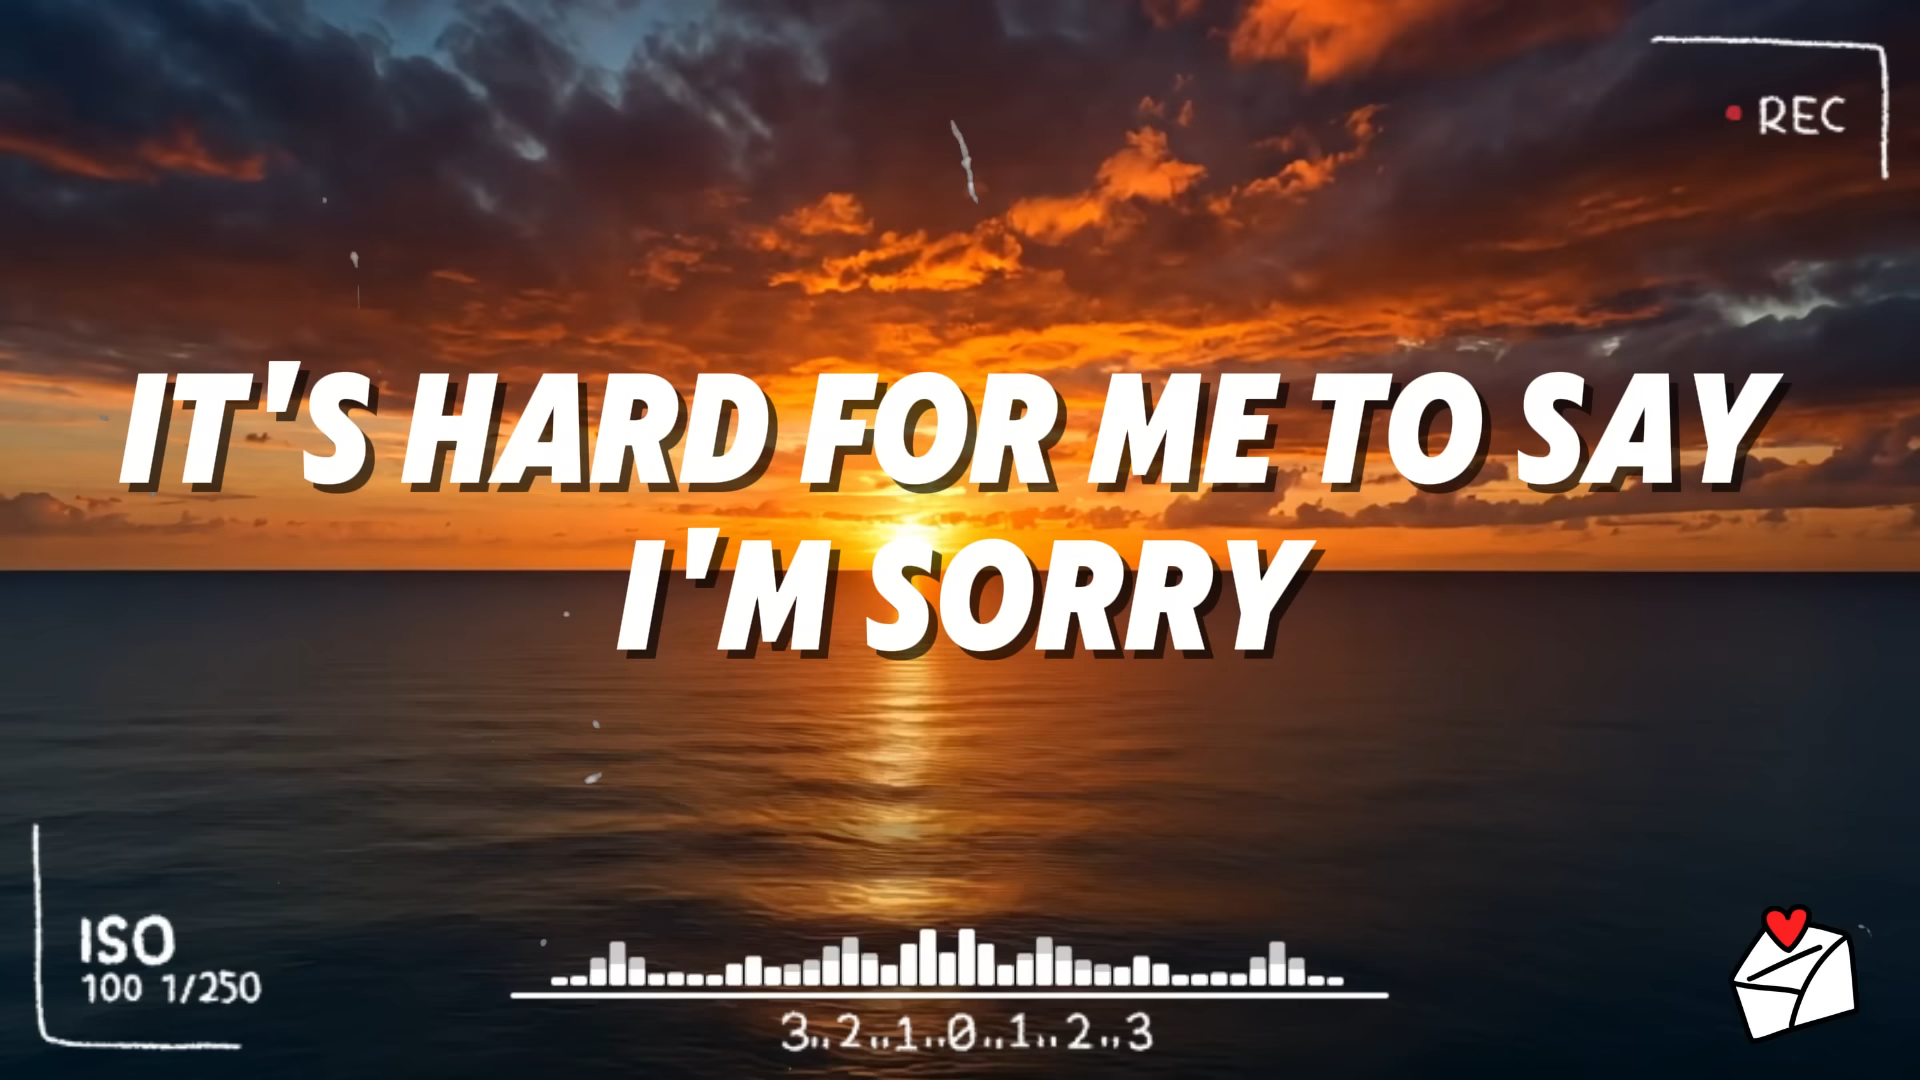 REC
IT'S HARD FOR ME TO SAY
I'M SORRY
ISO
100 1/250
3..2..1..0..1..2..3